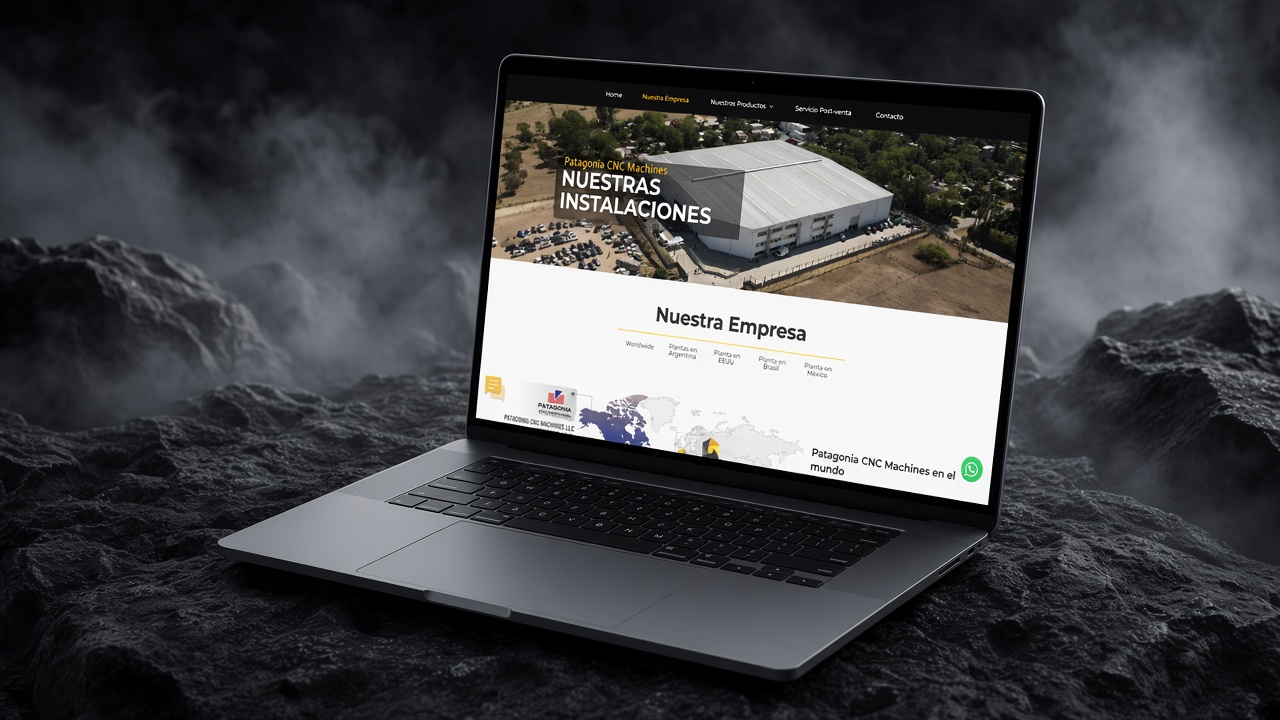 Home Nuestra Empresa Nuestros Productos Servicio Post-venta Contacto
Patagonia CNC Machines
NUESTRAS
INSTALACIONES
Nuestra Empresa
Worldwide
Plantas en
Argentina
Planta en
EEUU
Planta en
Brasil
Planta en
México
PATAGONIA
PATAGONIA CNC MACHINES LLC
Patagonia CNC Machines en el
mundo